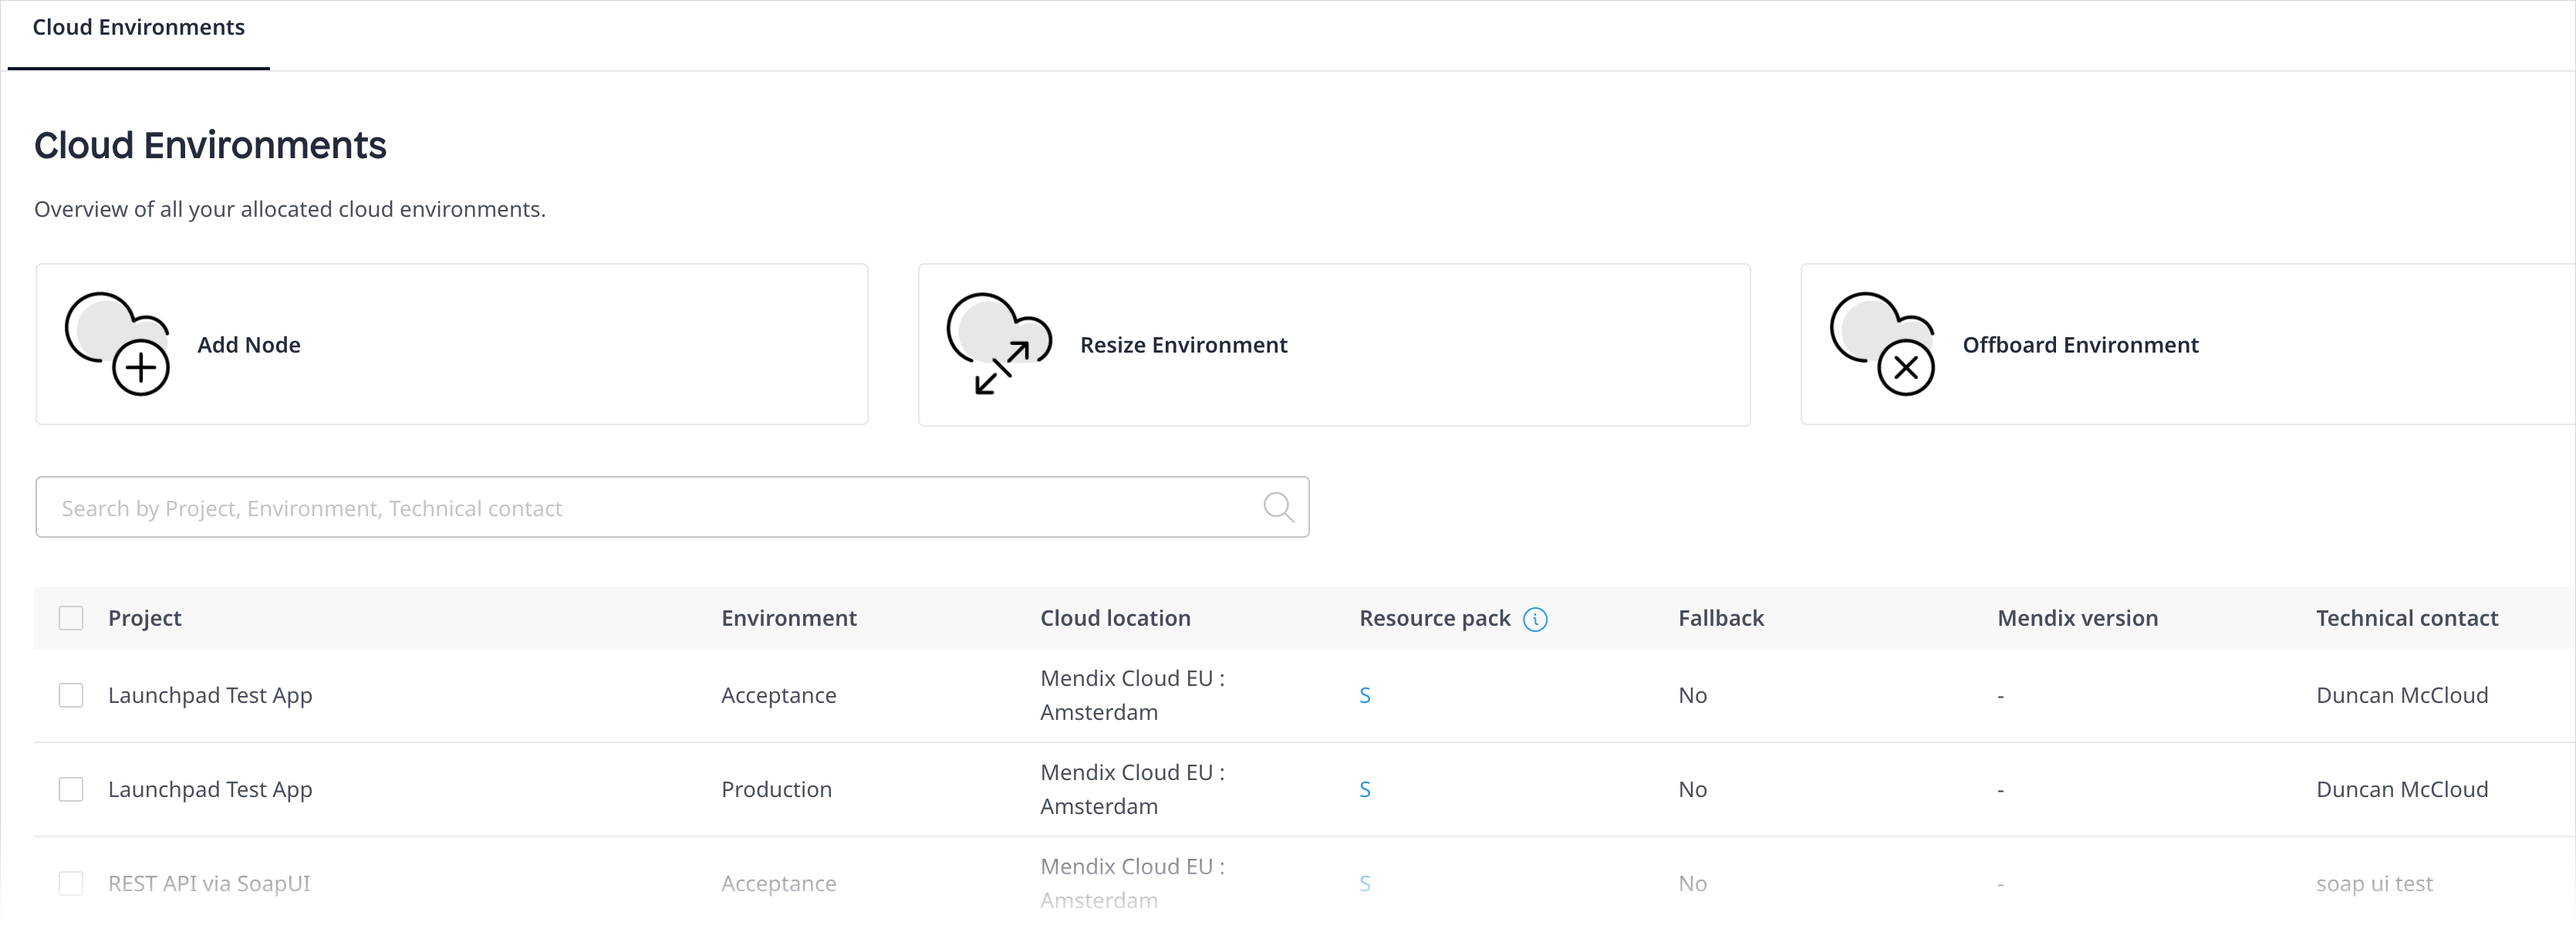 Cloud Environments
Cloud Environments
Overview of all your allocated cloud environments.
Add Node
Resize Environment
Offboard Environment
Search by Project, Environment, Technical contact
Project Environment Cloud location Resource pack i Fallback Mendix version Technical contact
Launchpad Test App Acceptance Mendix Cloud EU : S No - Duncan McCloud
Amsterdam
Launchpad Test App Production Mendix Cloud EU : S No - Duncan McCloud
Amsterdam
REST API via SoapUI Acceptance Mendix Cloud EU : S No - soap ui test
Amsterdam